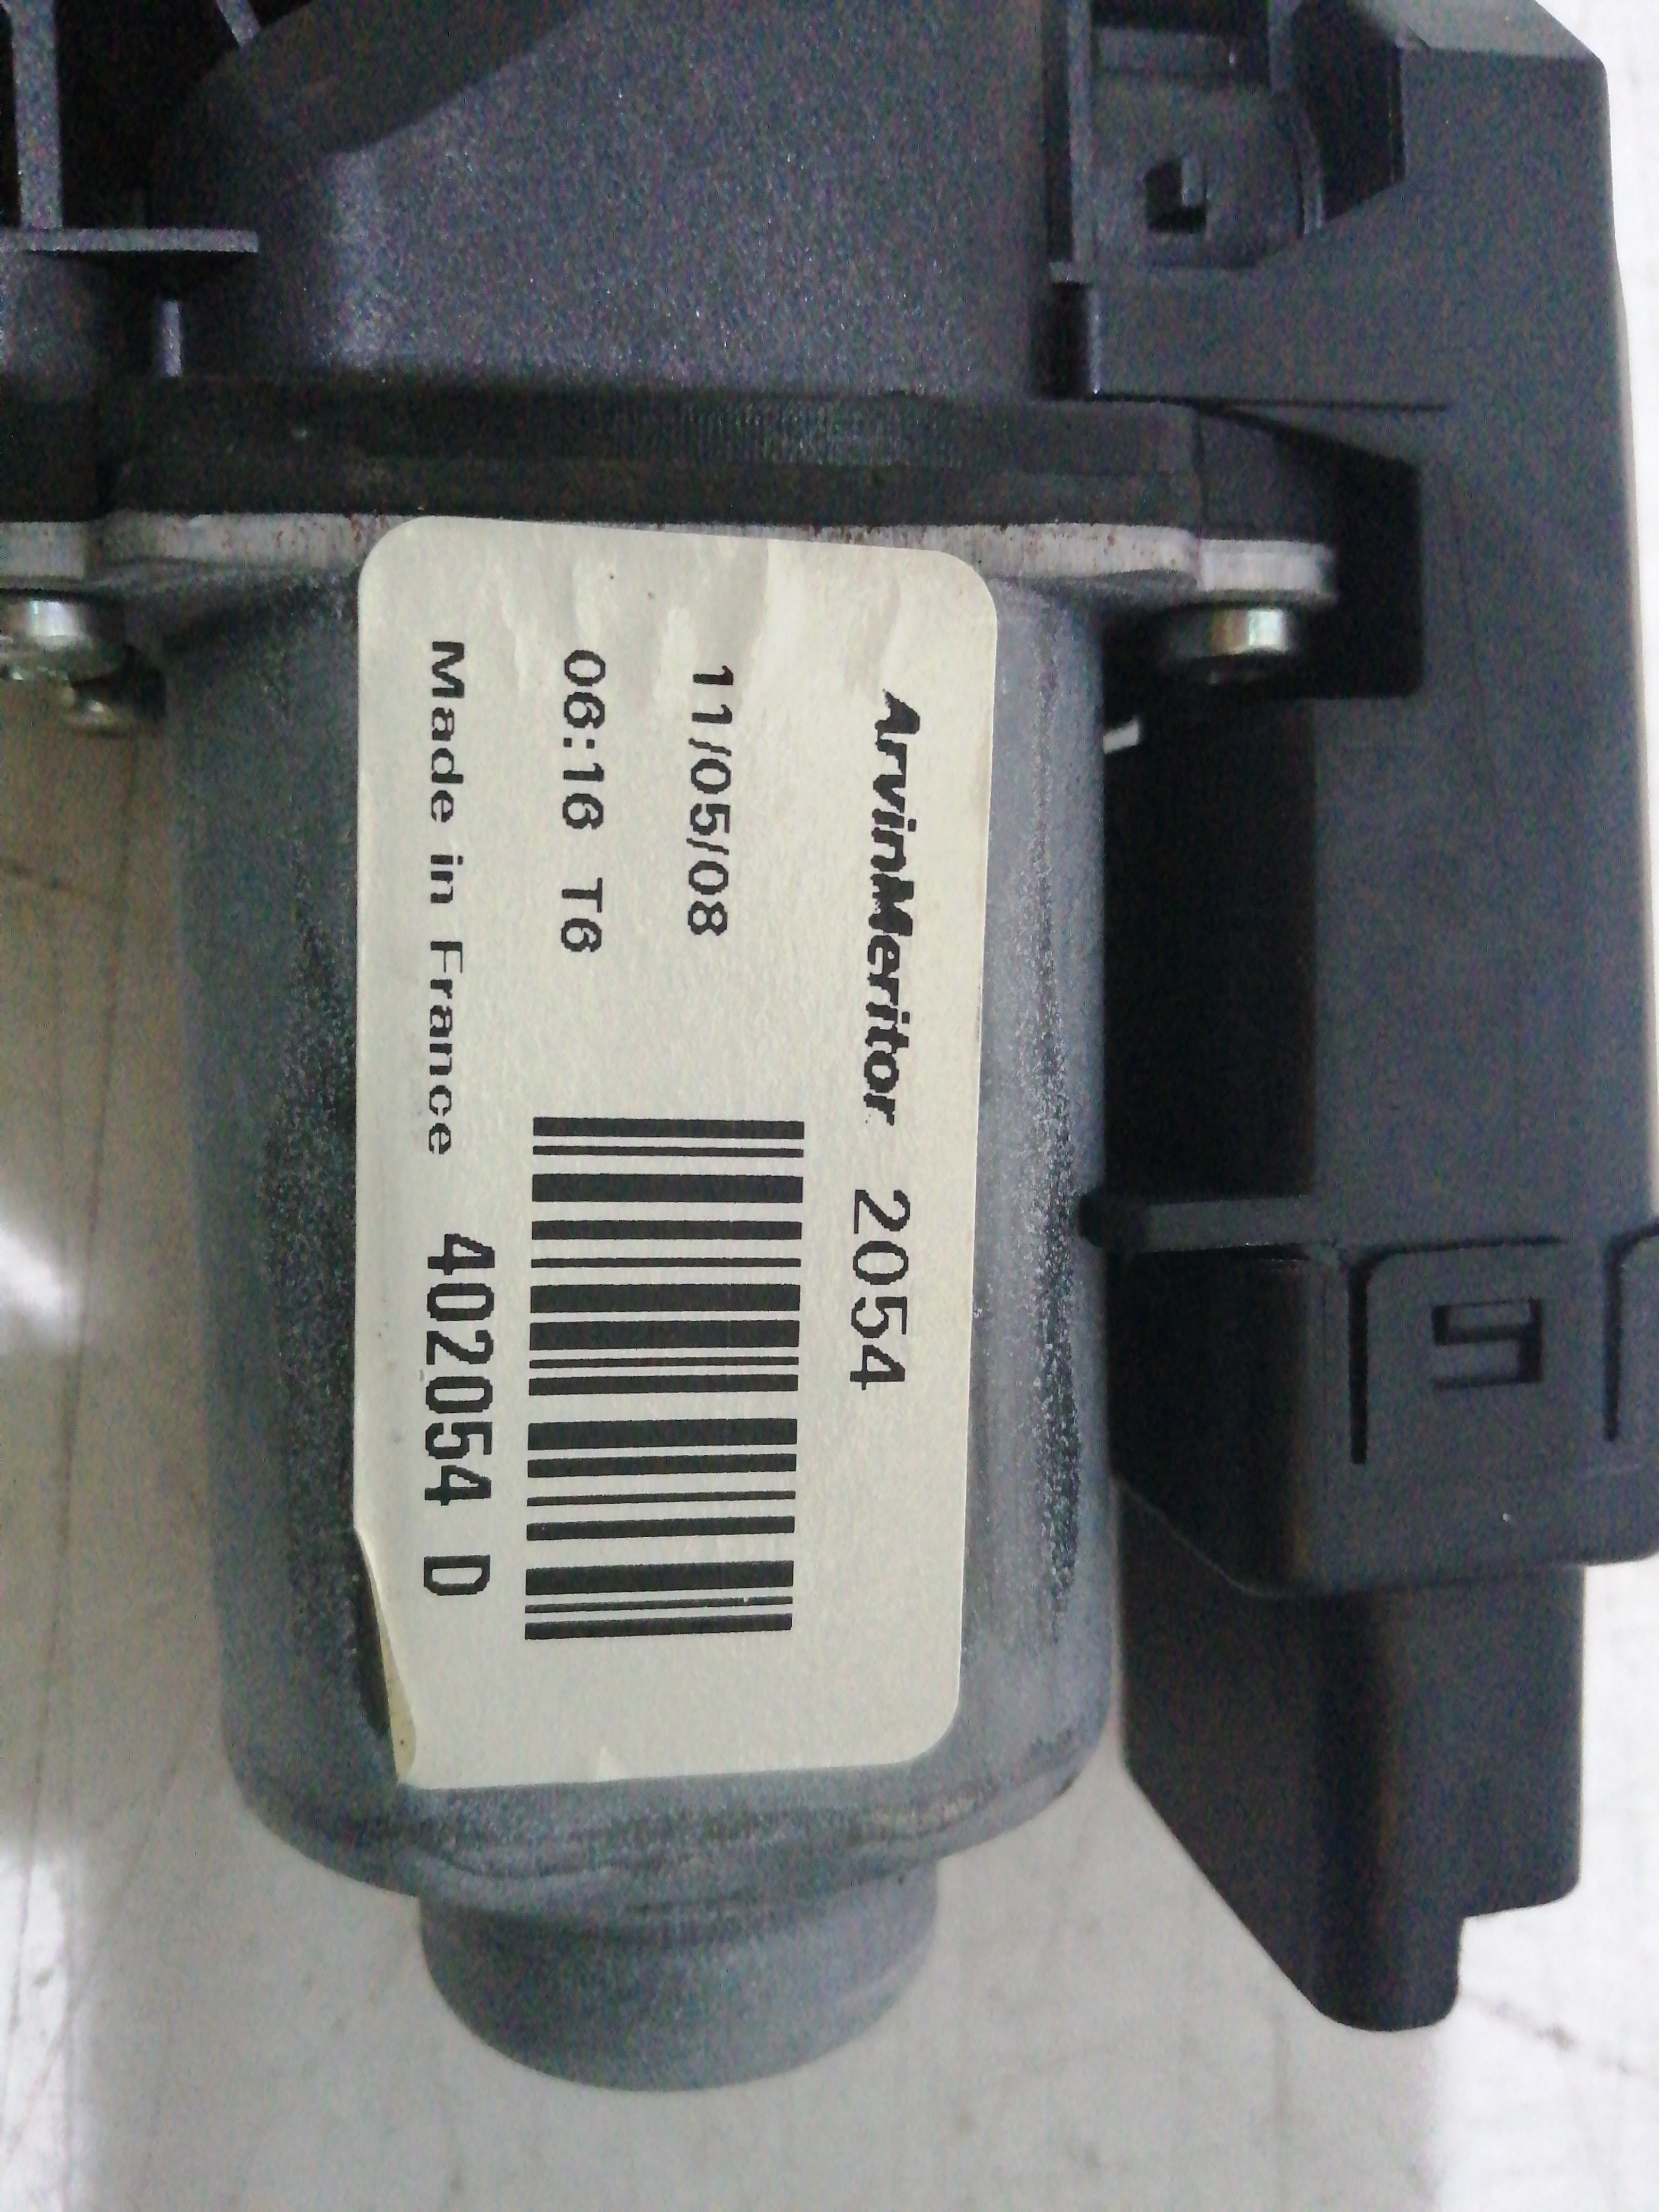 ArvinMeritor 2054
11/05/08
06:16 T6
Made in France 402054 D